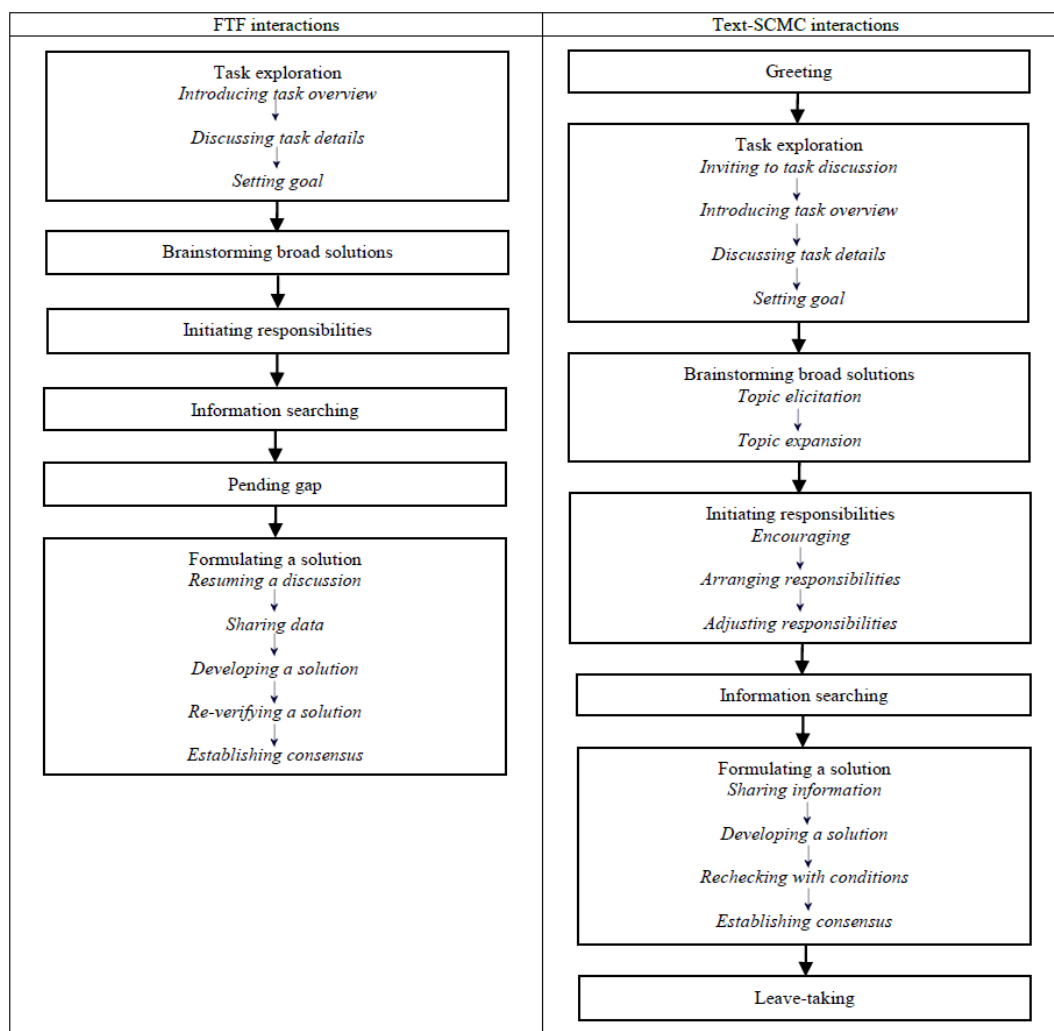 FTF interactions
Task exploration
Introducing task overview
Discussing task details
Setting goal
Brainstorming broad solutions
Initiating responsibilities
Information searching
Pending gap
Formulating a solution
Resuming a discussion
Sharing data
Developing a solution
Re-verifying a solution
Establishing consensus
Text-SCMC interactions
Greeting
Task exploration
Inviting to task discussion
Introducing task overview
Discussing task details
Setting goal
Brainstorming broad solutions
Topic elicitation
Topic expansion
Initiating responsibilities
Encouraging
Arranging responsibilities
Adjusting responsibilities
Information searching
Formulating a solution
Sharing information
Developing a solution
Rechecking with conditions
Establishing consensus
Leave-taking